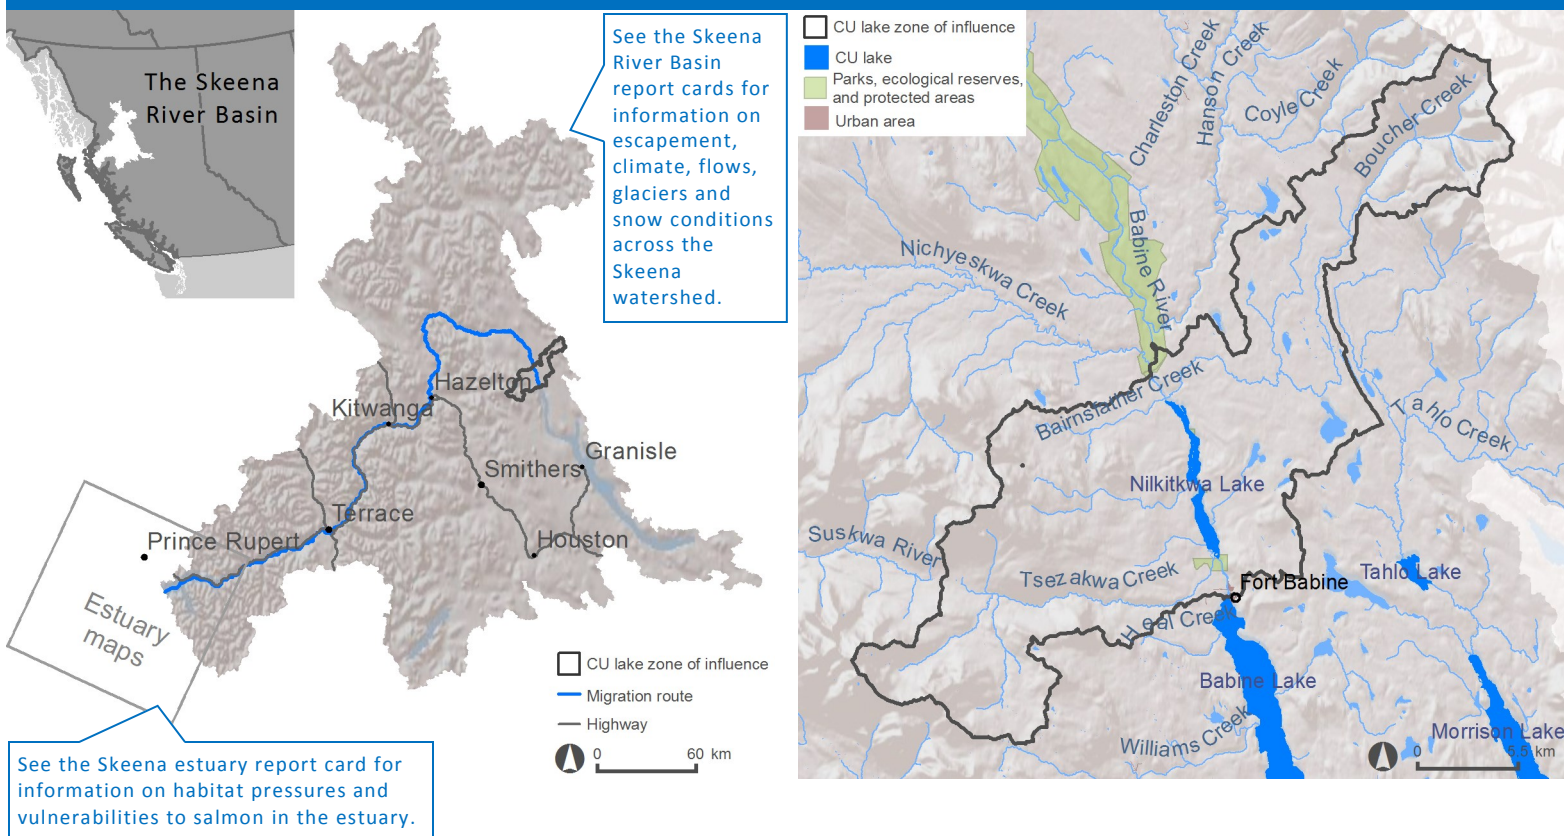 The Skeena
River Basin
See the Skeena
River Basin
report cards for
information on
escapement,
climate, flows,
glaciers and
snow conditions
across the
Skeena
watershed.
Hazelton
Kitwanga
Granisle
Smithers
Terrace
Houston
Prince Rupert
Estuary
maps
CU lake zone of influence
Migration route
Highway
0 60 km
See the Skeena estuary report card for
information on habitat pressures and
vulnerabilities to salmon in the estuary.
CU lake zone of influence
CU lake
Parks, ecological reserves,
and protected areas
Urban area
Charleston Creek
Hanson Creek
Coyle Creek
Boucher Creek
Babine River
Nichyeskwa Creek
Bairnsfather Creek
Tahlo Creek
Nilkitkwa Lake
Suskwa River
Tsezakwa Creek
Fort Babine
Tahlo Lake
Heal Creek
Babine Lake
Williams Creek
Morrison Lake
0 5.5 km